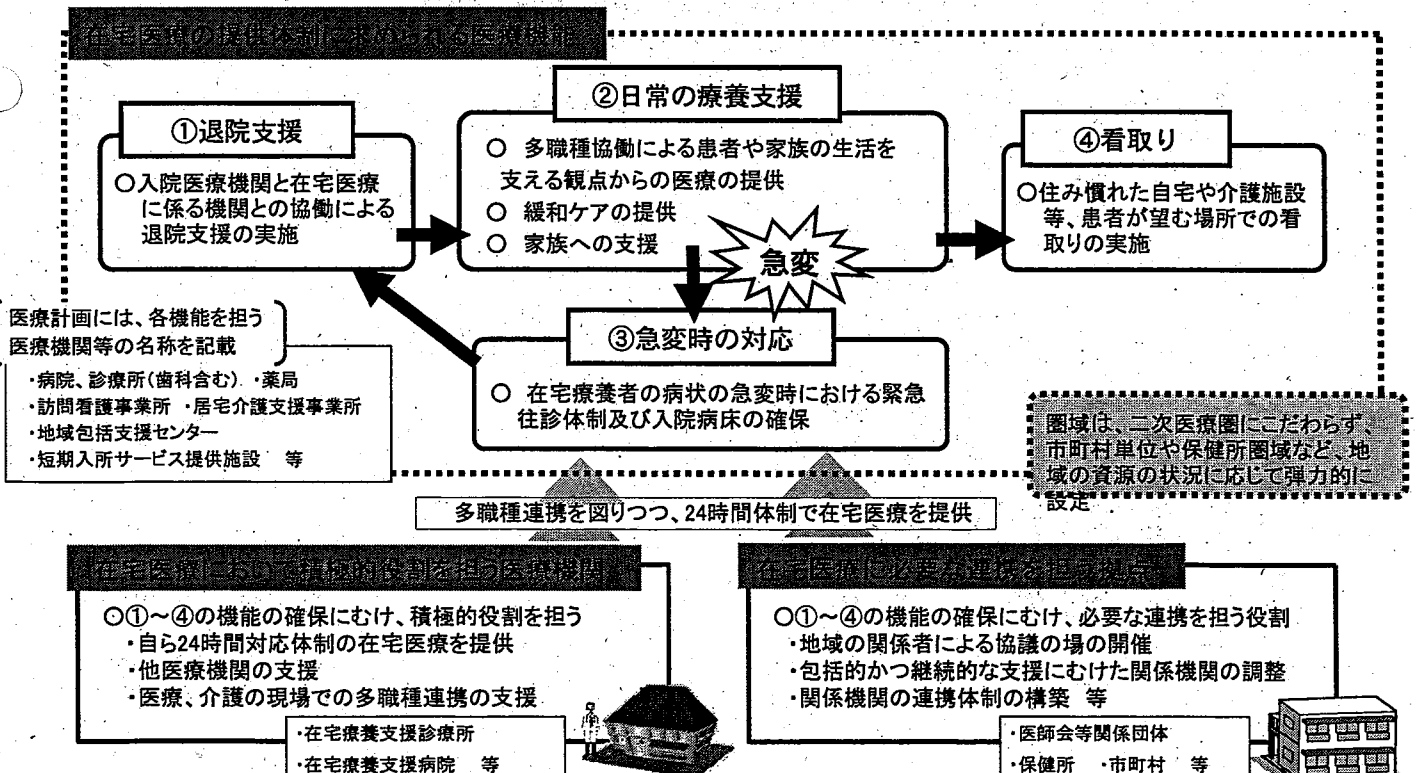 在宅医療の提供体制に求められる医療機能
①退院支援
○入院医療機関と在宅医療
に係る機関との協働による
退院支援の実施
②日常の療養支援
○ 多職種協働による患者や家族の生活を
支える観点からの医療の提供
○ 緩和ケアの提供
○ 家族への支援
急変
④看取り
○住み慣れた自宅や介護施設
等、患者が望む場所での看
取りの実施
③急変時の対応
○ 在宅療養者の病状の急変時における緊急
往診体制及び入院病床の確保
医療計画には、各機能を担う
医療機関等の名称を記載
・病院、診療所(歯科含む) ・薬局
・訪問看護事業所 ・居宅介護支援事業所
・地域包括支援センター
・短期入所サービス提供施設 等
圏域は、二次医療圏にこだわらず、
市町村単位や保健所圏域など、地
域の資源の状況に応じて弾力的に
設定
多職種連携を図りつつ、24時間体制で在宅医療を提供
在宅医療において積極的役割を担う医療機関
○①～④の機能の確保にむけ、積極的役割を担う
・自ら24時間対応体制の在宅医療を提供
・他医療機関の支援
・医療、介護の現場での多職種連携の支援
・在宅療養支援診療所
・在宅療養支援病院 等
在宅医療に必要な連携を担う拠点
○①～④の機能の確保にむけ、必要な連携を担う役割
・地域の関係者による協議の場の開催
・包括的かつ継続的な支援にむけた関係機関の調整
・関係機関の連携体制の構築 等
・医師会等関係団体
・保健所 ・市町村 等